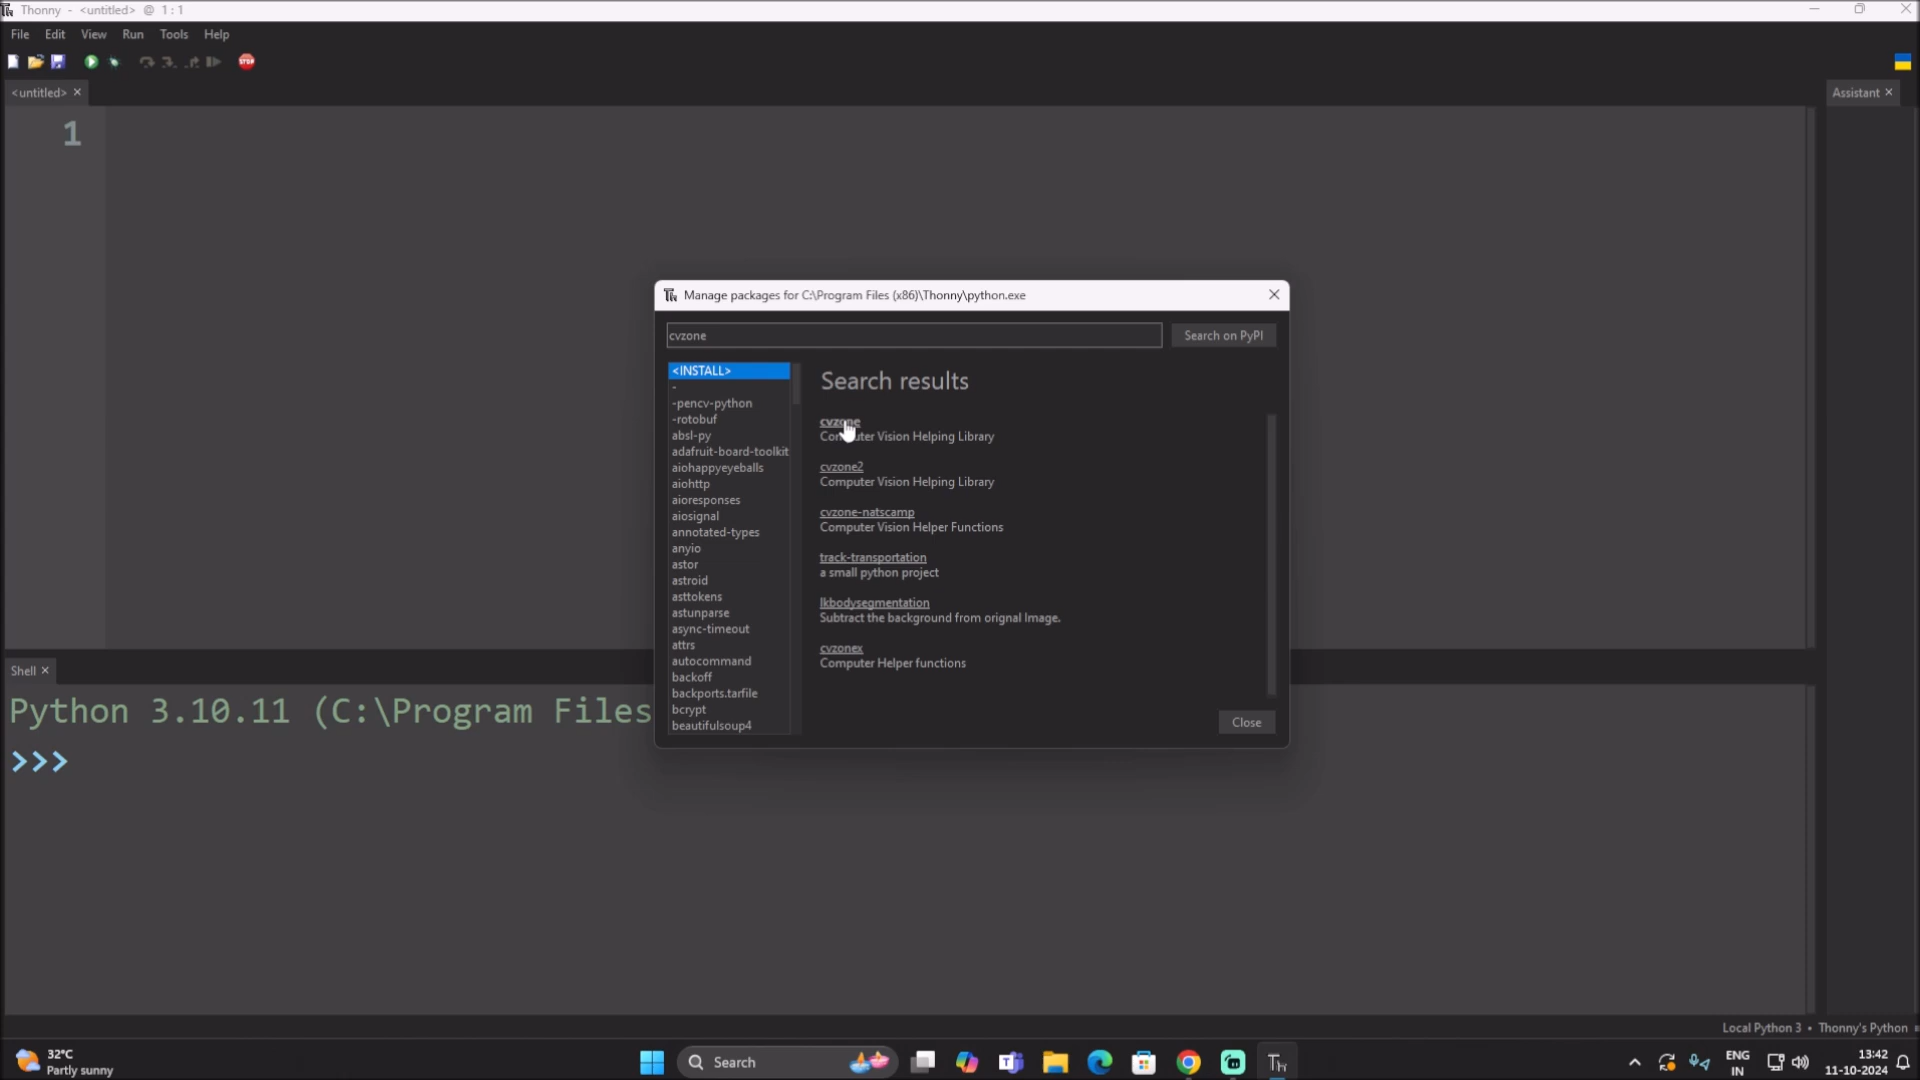 Thonny - <untitled> @ 1:1
File Edit View Run Tools Help
STOP
<untitled> ×
Assistant ×
1
Manage packages for C:\Program Files (x86)\Thonny\python.exe
cvzone
Search on PyPI
<INSTALL>
-
-pencv-python
-rotobuf
absl-py
adafruit-board-toolkit
aiohappyeyeballs
aiohttp
aioresponses
aiosignal
annotated-types
anyio
astor
astroid
asttokens
astunparse
async-timeout
attrs
autocommand
backoff
backports.tarfile
bcrypt
beautifulsoup4
Search results
cvzone
Computer Vision Helping Library
cvzone2
Computer Vision Helping Library
cvzone-natscamp
Computer Vision Helper Functions
track-transportation
a small python project
lkbodysegmentation
Subtract the background from orignal Image.
cvzonex
Computer Helper functions
Close
Shell ×
Python 3.10.11 (C:\Program Files
>>>
Local Python 3 • Thonny's Python
32°C
Partly sunny
Search
ENG
IN
13:42
11-10-2024